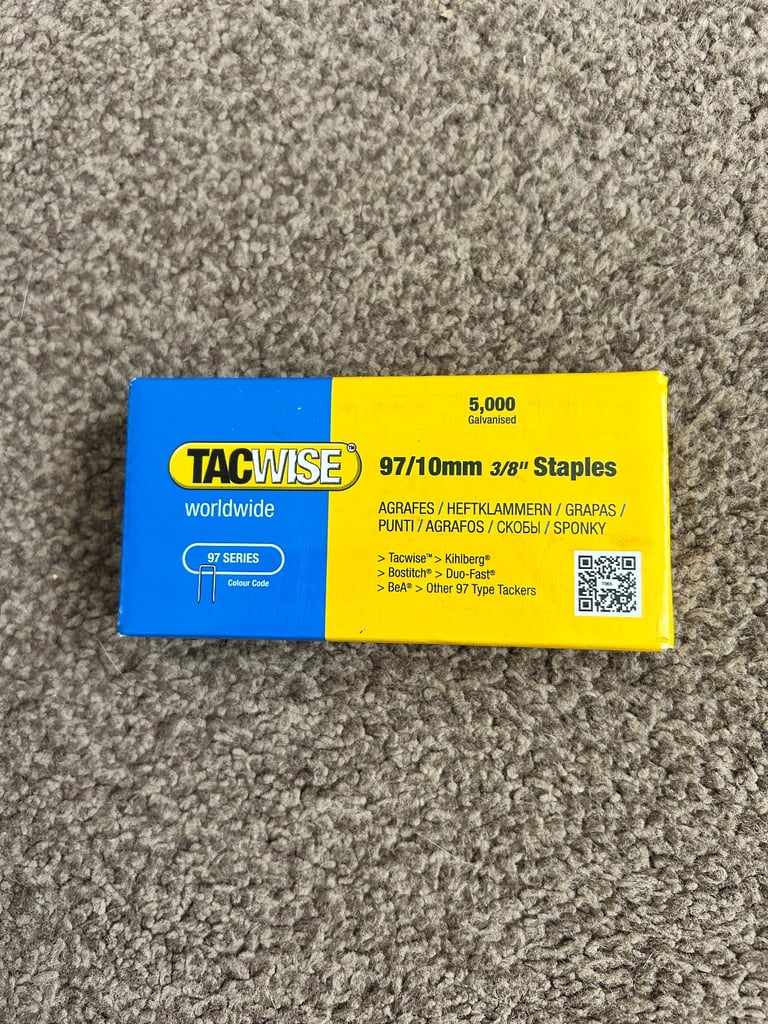 5,000
Galvanised
TACWISE™
worldwide
97 SERIES
Colour Code
97/10mm 3/8" Staples
AGRAFES / HEFTKLAMMERN / GRAPAS /
PUNTI / AGRAFOS / СКОБЫ / SPONKY
> Tacwise™ > Kihlberg®
> Bostitch® > Duo-Fast®
> BeA® > Other 97 Type Tackers